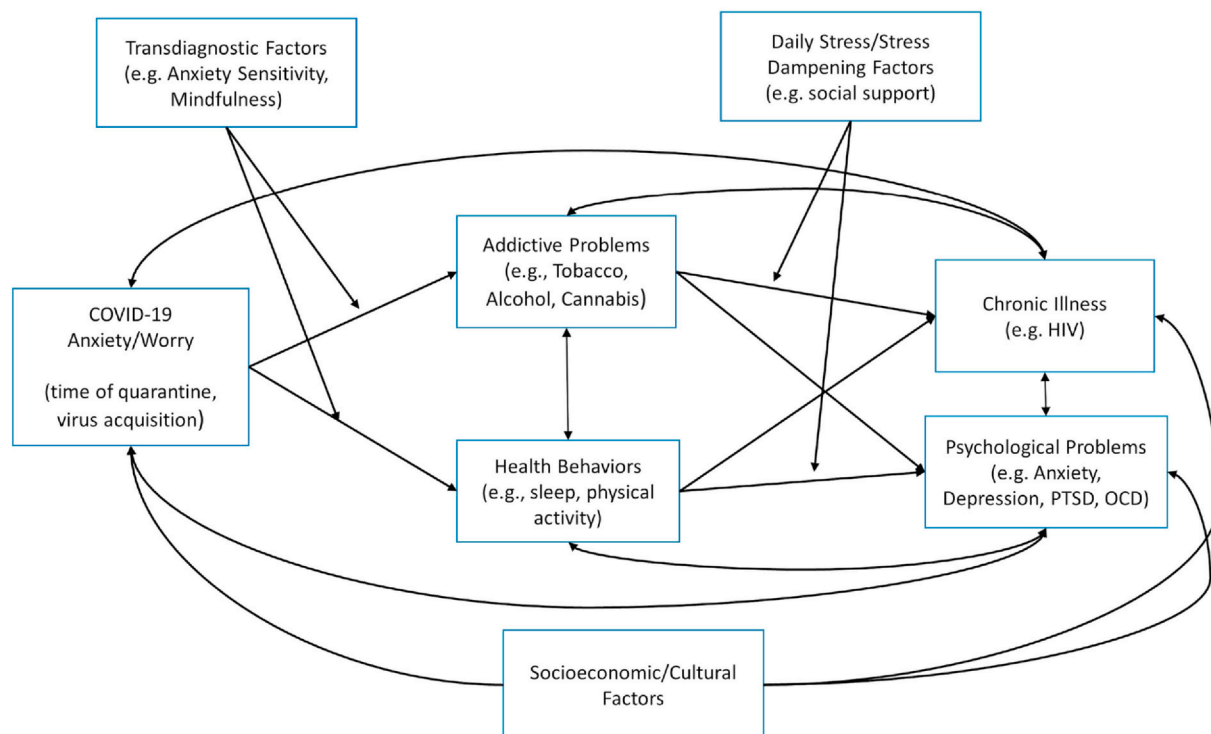 Transdiagnostic Factors
(e.g. Anxiety Sensitivity,
Mindfulness)
Daily Stress/Stress
Dampening Factors
(e.g. social support)
Addictive Problems
(e.g., Tobacco,
Alcohol, Cannabis)
COVID-19
Anxiety/Worry
(time of quarantine,
virus acquisition)
Chronic Illness
(e.g. HIV)
Health Behaviors
(e.g., sleep, physical
activity)
Psychological Problems
(e.g. Anxiety,
Depression, PTSD, OCD)
Socioeconomic/Cultural
Factors